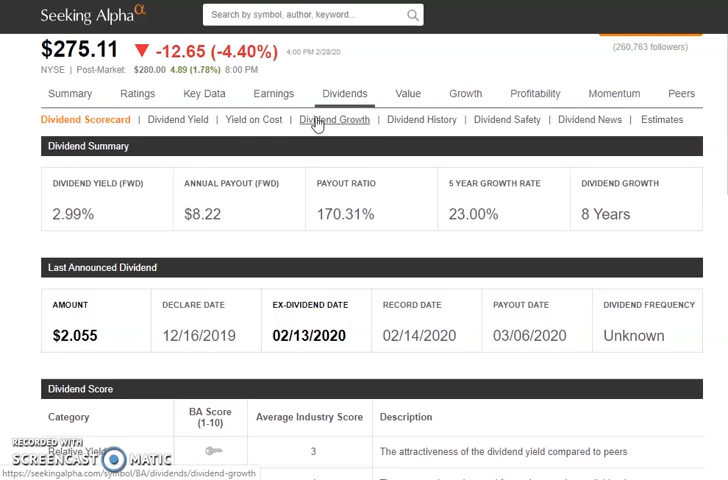 Seeking Alpha α Search by symbol, author, keyword...
$275.11 ▼ -12.65 (-4.40%) 4:00 PM 2/28/20 (260,763 followers)
NYSE | Post-Market: $280.00 4.89 (1.78%) 8:00 PM
Summary Ratings Key Data Earnings Dividends Value Growth Profitability Momentum Peers
Dividend Scorecard | Dividend Yield | Yield on Cost | Dividend Growth | Dividend History | Dividend Safety | Dividend News | Estimates
Dividend Summary
DIVIDEND YIELD (FWD) ANNUAL PAYOUT (FWD) PAYOUT RATIO 5 YEAR GROWTH RATE DIVIDEND GROWTH
2.99% $8.22 170.31% 23.00% 8 Years
Last Announced Dividend
AMOUNT DECLARE DATE EX-DIVIDEND DATE RECORD DATE PAYOUT DATE DIVIDEND FREQUENCY
$2.055 12/16/2019 02/13/2020 02/14/2020 03/06/2020 Unknown
Dividend Score
Category BA Score (1-10) Average Industry Score Description
Relative Yield 3 The attractiveness of the dividend yield compared to peers
RECORDED WITH
SCREENCAST MATIC
https://seekingalpha.com/symbol/BA/dividends/dividend-growth